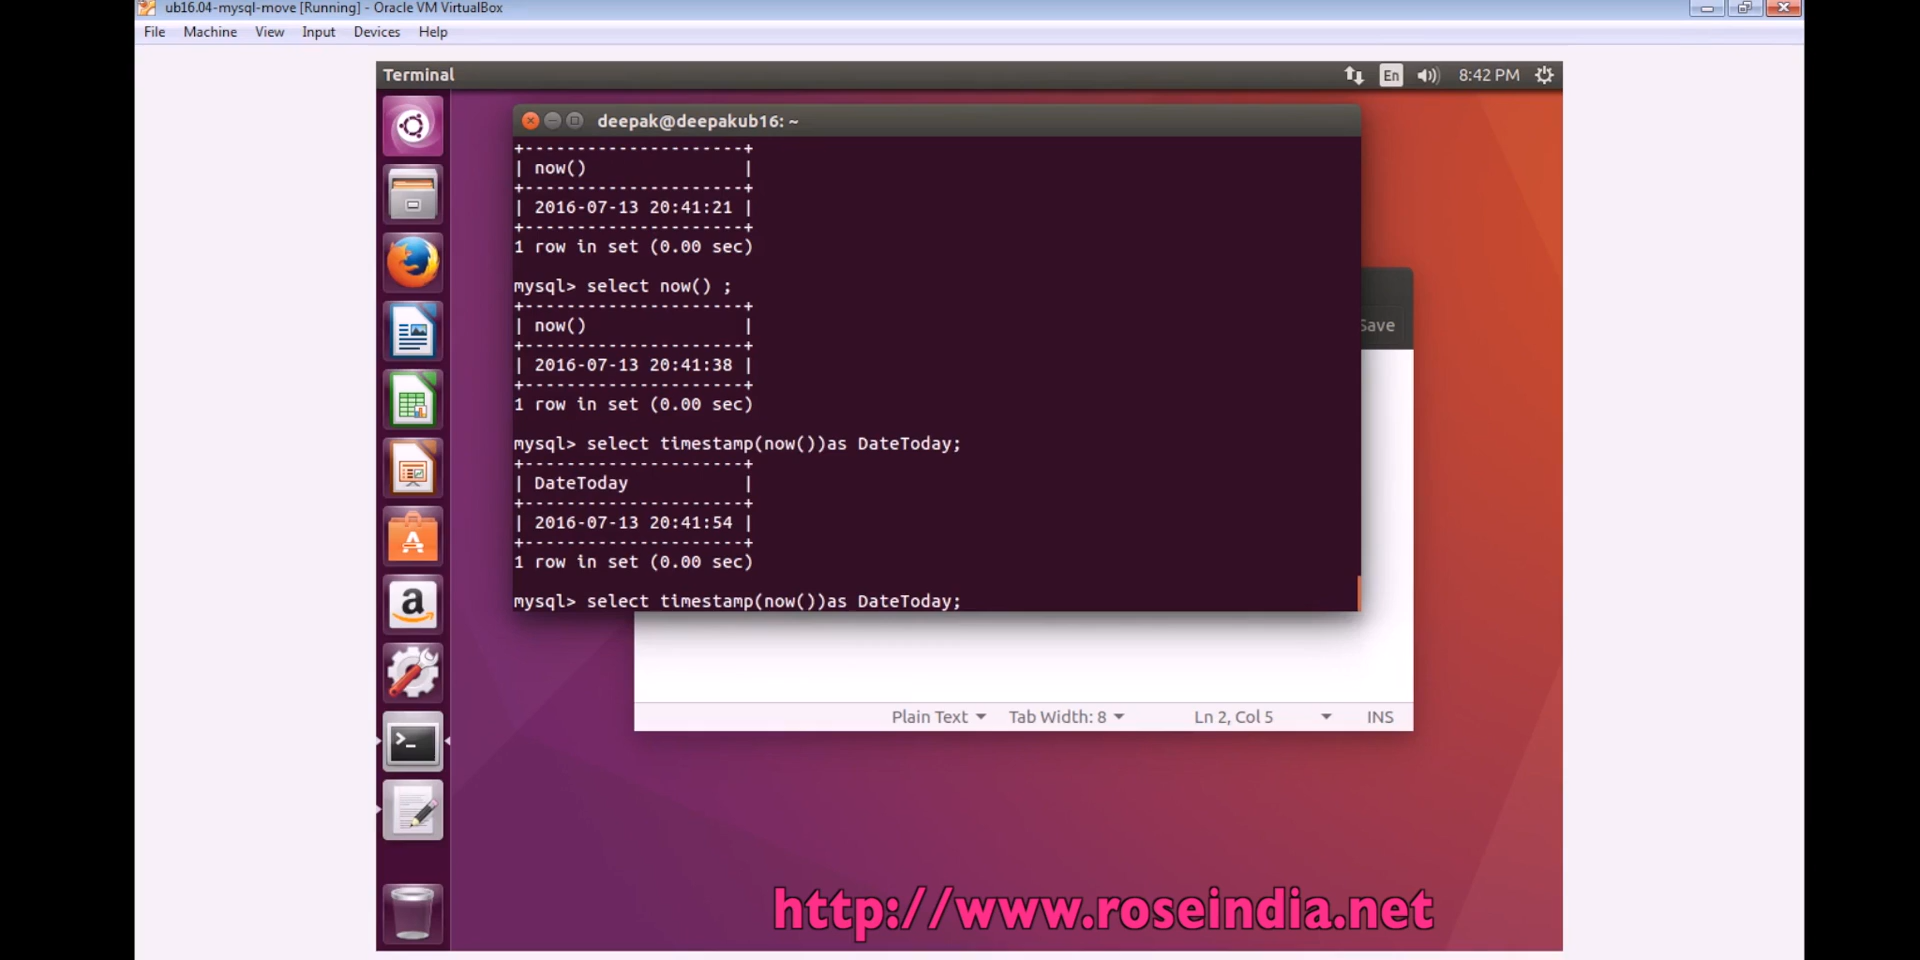 ub16.04-mysql-move [Running] - Oracle VM VirtualBox
File Machine View Input Devices Help
Terminal En 8:42 PM
deepak@deepakub16: ~
+----------------------+
| now() |
+----------------------+
| 2016-07-13 20:41:21 |
+----------------------+
1 row in set (0.00 sec)
mysql> select now() ;
+----------------------+
| now() |
+----------------------+
| 2016-07-13 20:41:38 |
+----------------------+
1 row in set (0.00 sec)
mysql> select timestamp(now())as DateToday;
+----------------------+
| DateToday |
+----------------------+
| 2016-07-13 20:41:54 |
+----------------------+
1 row in set (0.00 sec)
mysql> select timestamp(now())as DateToday;
Save
Plain Text Tab Width: 8 Ln 2, Col 5 INS
http://www.roseindia.net